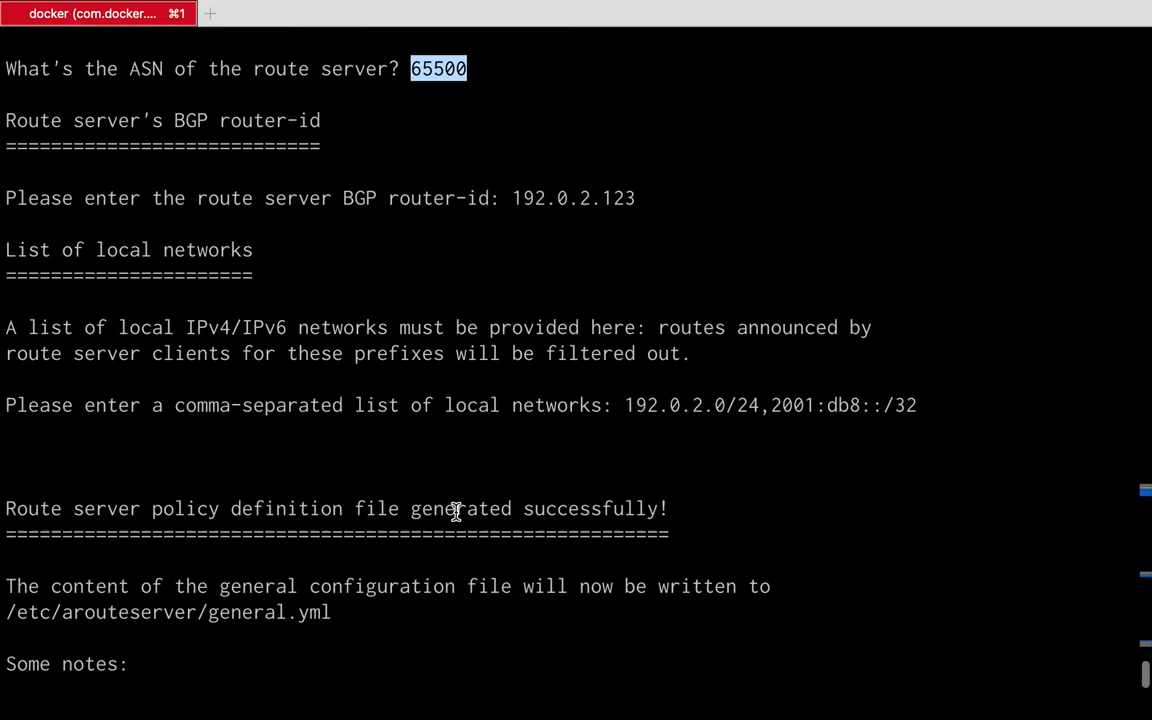 docker (com.docker.... ⌘1
What's the ASN of the route server? 65500
Route server's BGP router-id
============================
Please enter the route server BGP router-id: 192.0.2.123
List of local networks
======================
A list of local IPv4/IPv6 networks must be provided here: routes announced by
route server clients for these prefixes will be filtered out.
Please enter a comma-separated list of local networks: 192.0.2.0/24,2001:db8::/32
Route server policy definition file generated successfully!
===========================================================
The content of the general configuration file will now be written to
/etc/arouteserver/general.yml
Some notes: